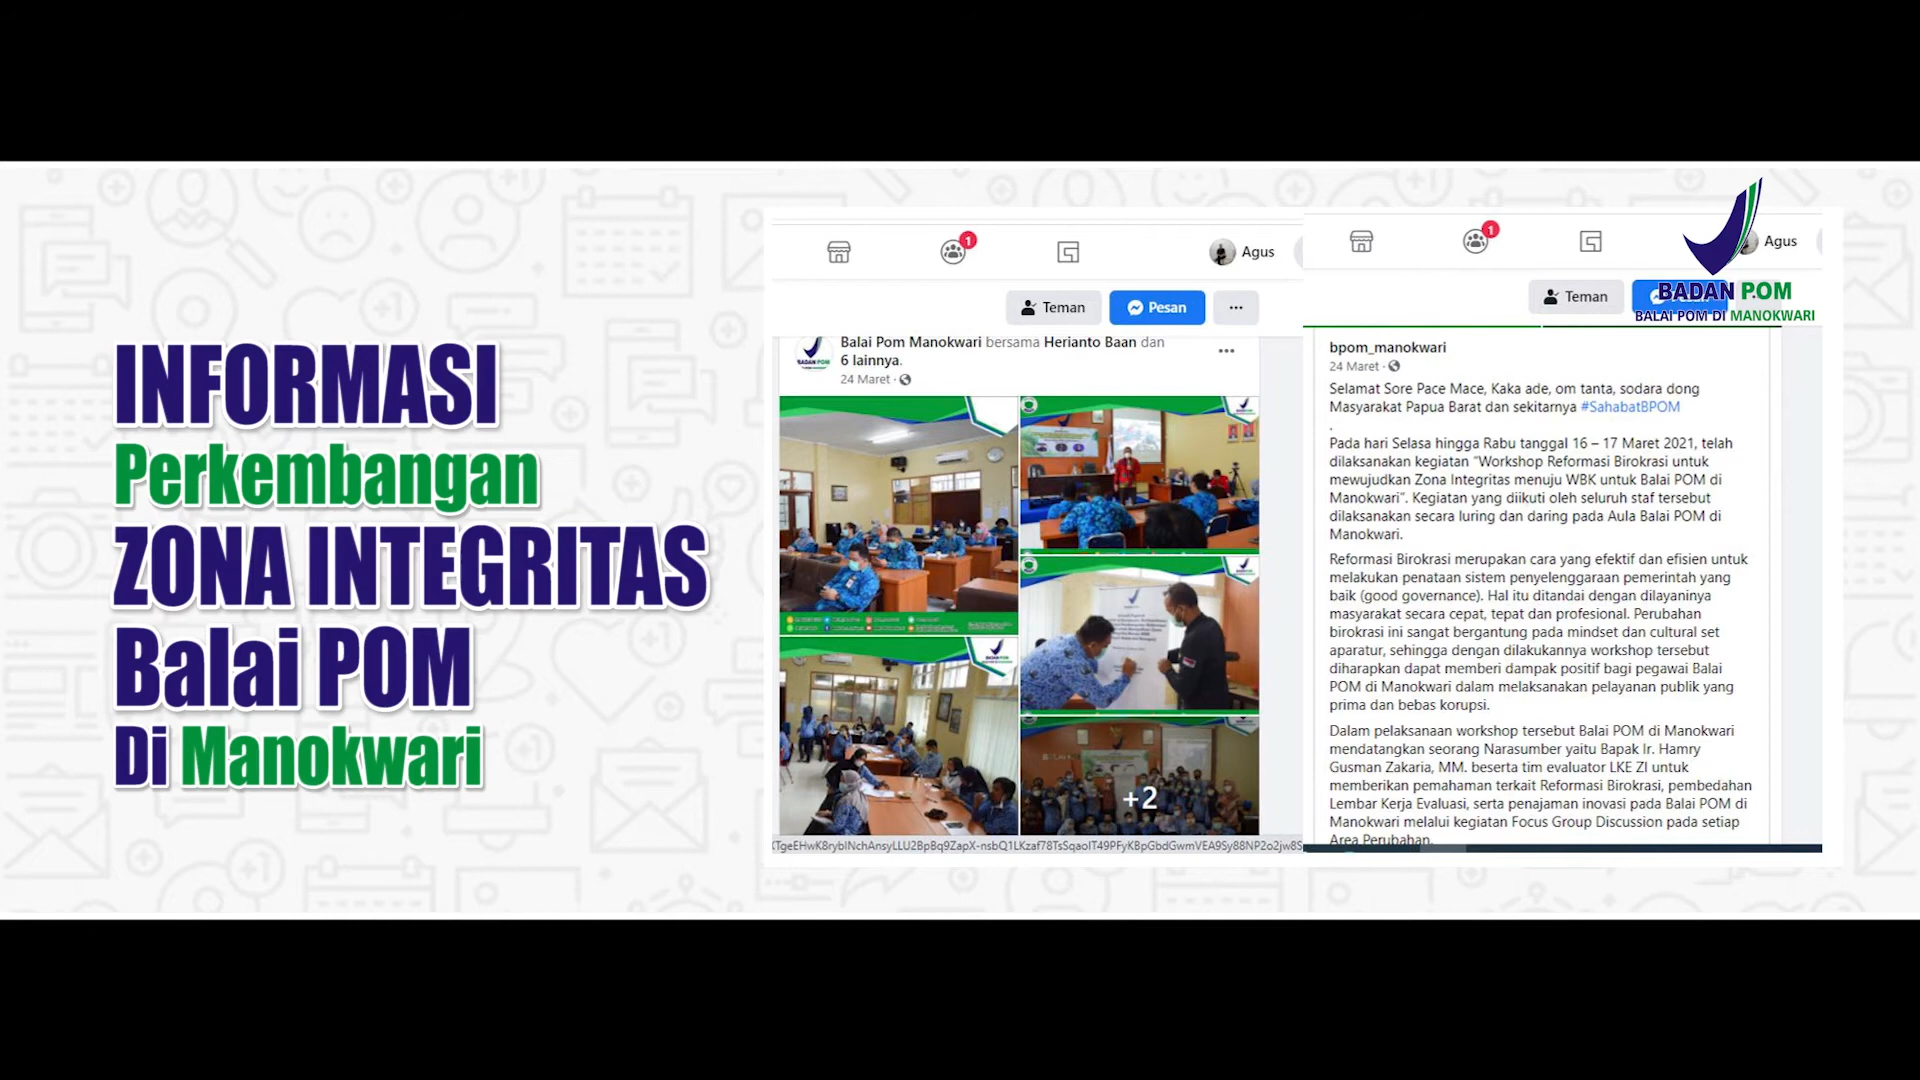 INFORMASI
Perkembangan
ZONA INTEGRITAS
Balai POM
Di Manokwari
1
Agus
Teman
Pesan
Balai Pom Manokwari bersama Herianto Baan dan
6 lainnya.
24 Maret
BADAN POM
+2
1
Agus
Teman
BADAN POM
BALAI POM DI MANOKWARI
bpom_manokwari
24 Maret
Selamat Sore Pace Mace, Kaka ade, om tanta, sodara dong
Masyarakat Papua Barat dan sekitarnya #SahabatBPOM
.
Pada hari Selasa hingga Rabu tanggal 16 – 17 Maret 2021, telah
dilaksanakan kegiatan “Workshop Reformasi Birokrasi untuk
mewujudkan Zona Integritas menuju WBK untuk Balai POM di
Manokwari”. Kegiatan yang diikuti oleh seluruh staf tersebut
dilaksanakan secara luring dan daring pada Aula Balai POM di
Manokwari.
Reformasi Birokrasi merupakan cara yang efektif dan efisien untuk
melakukan penataan sistem penyelenggaraan pemerintah yang
baik (good governance). Hal itu ditandai dengan dilayaninya
masyarakat secara cepat, tepat dan profesional. Perubahan
birokrasi ini sangat bergantung pada mindset dan cultural set
aparatur, sehingga dengan dilakukannya workshop tersebut
diharapkan dapat memberi dampak positif bagi pegawai Balai
POM di Manokwari dalam melaksanakan pelayanan publik yang
prima dan bebas korupsi.
Dalam pelaksanaan workshop tersebut Balai POM di Manokwari
mendatangkan seorang Narasumber yaitu Bapak Ir. Hamry
Gusman Zakaria, MM. beserta tim evaluator LKE ZI untuk
memberikan pemahaman terkait Reformasi Birokrasi, pembedahan
Lembar Kerja Evaluasi, serta penajaman inovasi pada Balai POM di
Manokwari melalui kegiatan Focus Group Discussion pada setiap
Area Perubahan.